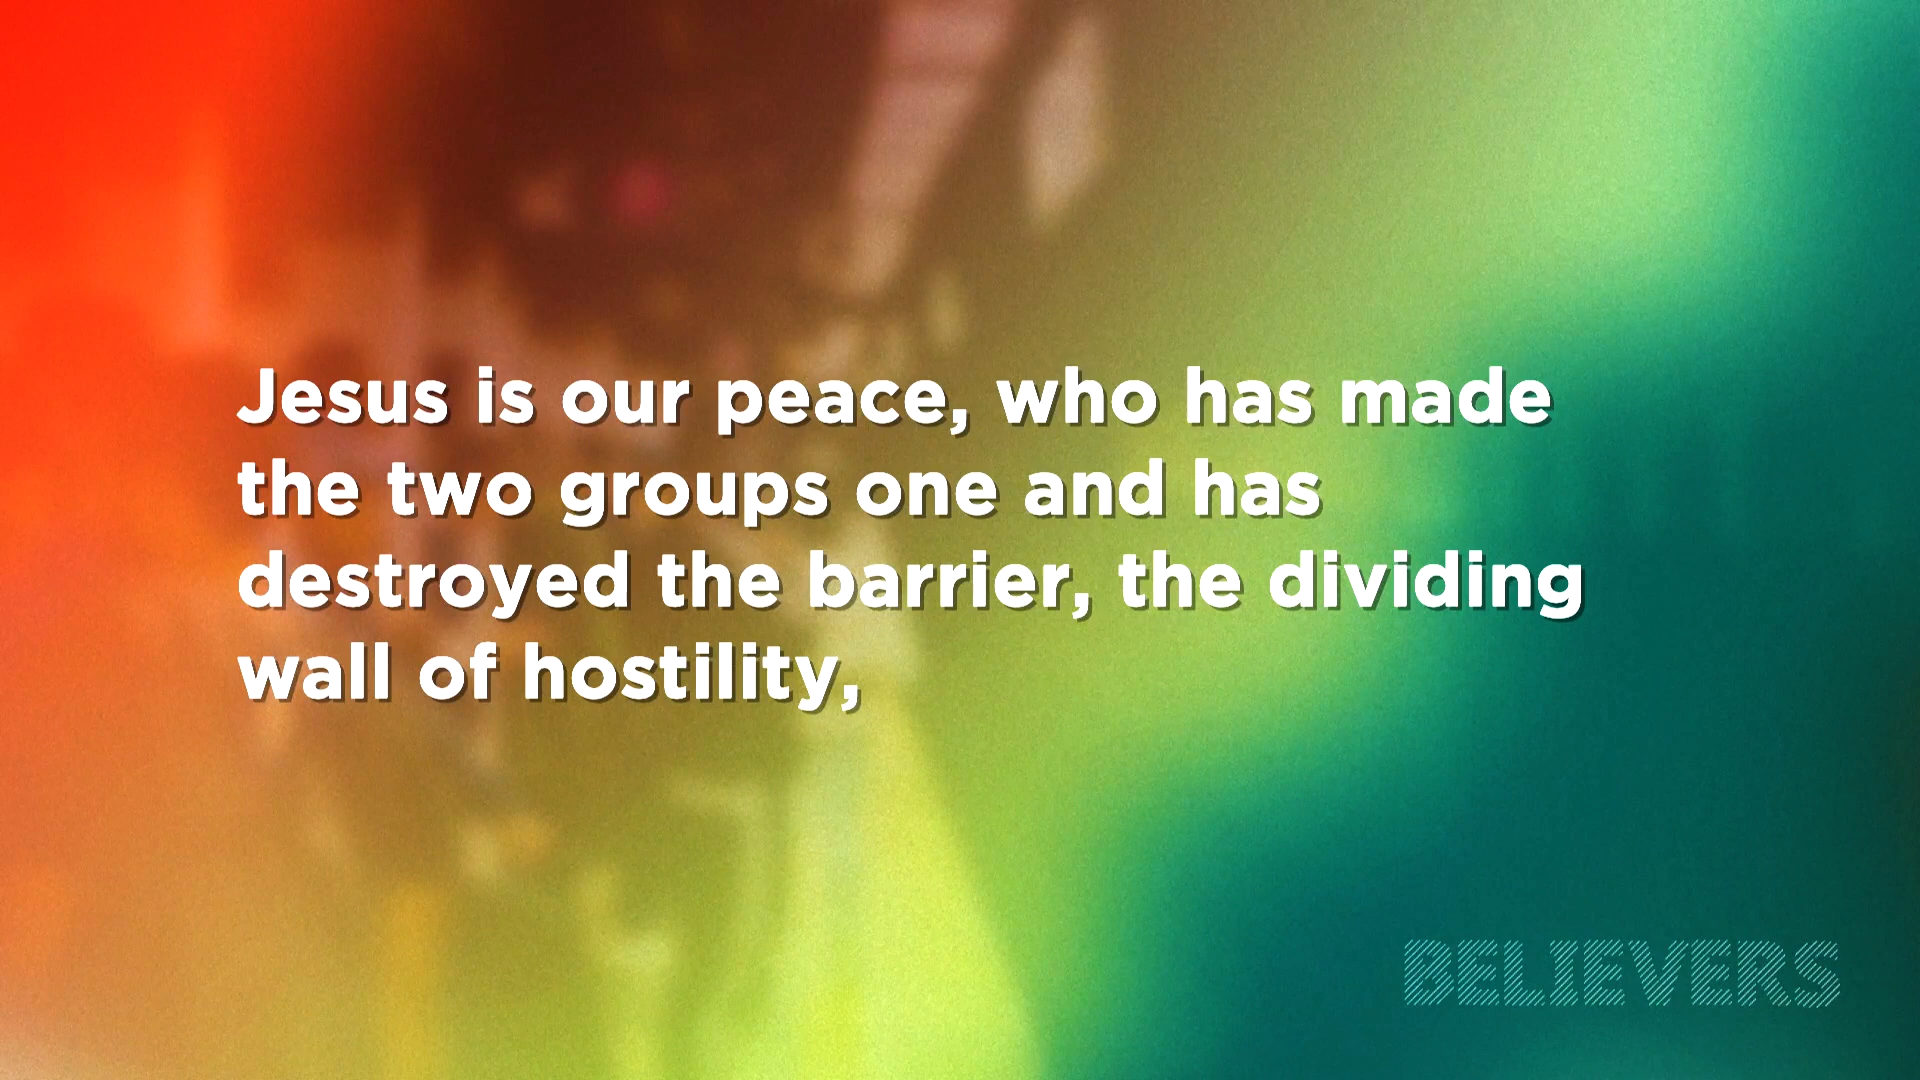 Jesus is our peace, who has made
the two groups one and has
destroyed the barrier, the dividing
wall of hostility,
BELIEVERS